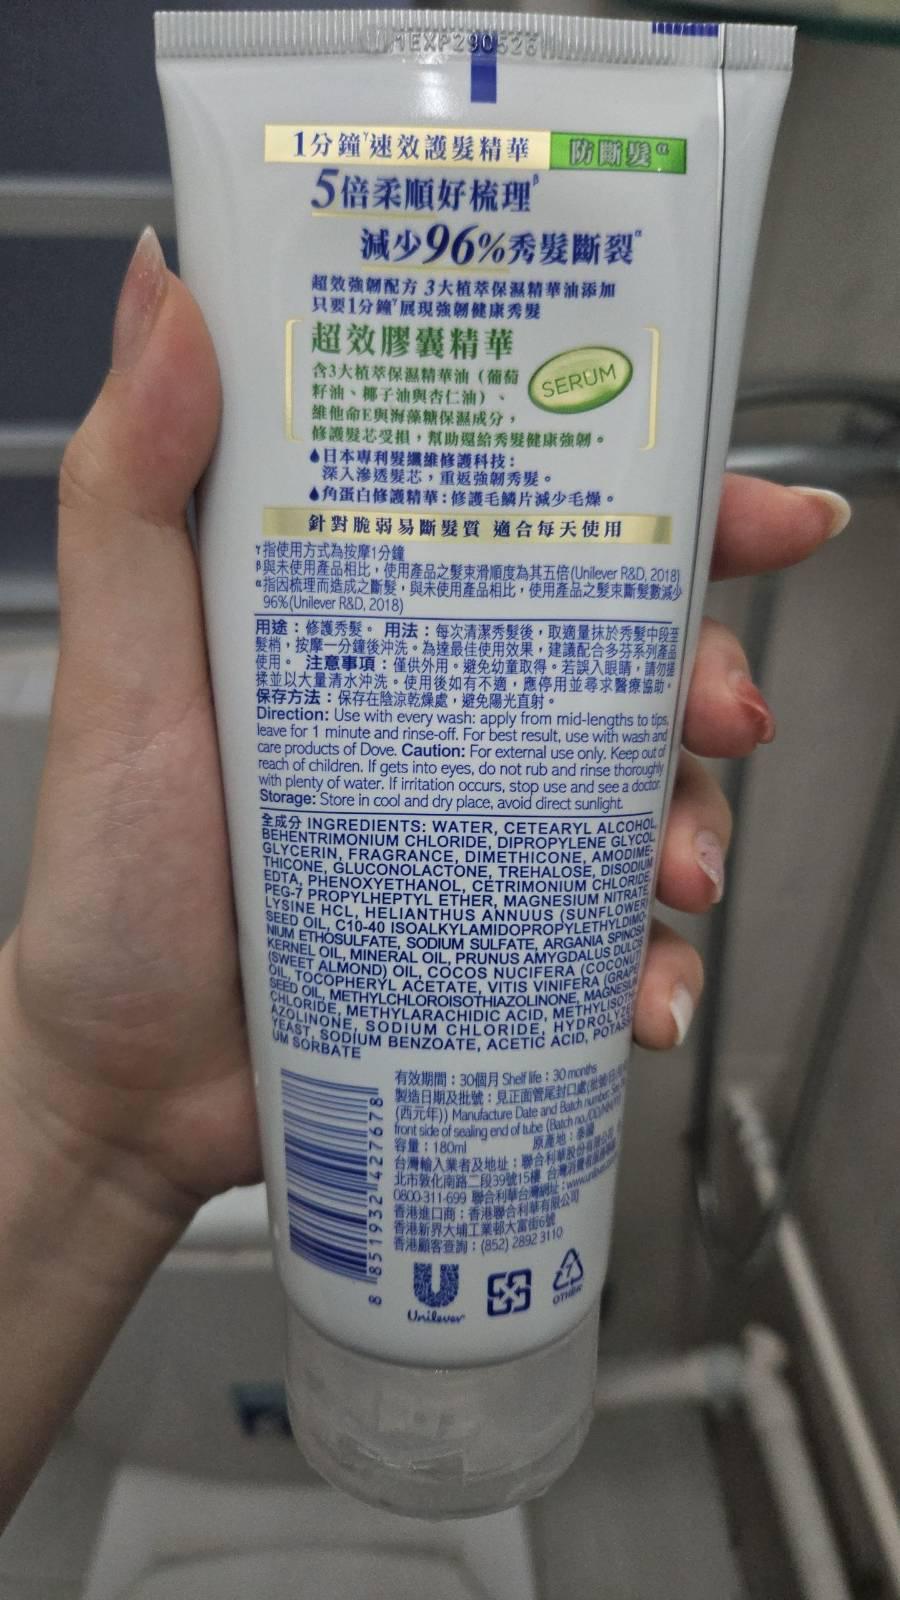 EXP290526
1分鐘γ速效護髮精華 防斷髮α
5倍柔順好梳理β
減少96%秀髮斷裂α
超效強韌配方 3大植萃保濕精華油添加
只要1分鐘γ展現強韌健康秀髮
超效膠囊精華
SERUM
含3大植萃保濕精華油（葡萄
籽油、椰子油與杏仁油）、
維他命E與海藻糖保濕成分，
修護髮芯受損，幫助還給秀髮健康強韌。
日本專利髮纖維修護科技：
深入滲透髮芯，重返強韌秀髮。
角蛋白修護精華：修護毛鱗片減少毛燥。
針對脆弱易斷髮質 適合每天使用
γ指使用方式為按摩1分鐘
β與未使用產品相比，使用產品之髮束滑順度為其五倍(Unilever R&D, 2018)
α指因梳理而造成之斷髮，與未使用產品相比，使用產品之髮束斷髮數減少
96%(Unilever R&D, 2018)
用途：修護秀髮。 用法：每次清潔秀髮後，取適量抹於秀髮中段至
髮梢，按摩一分鐘後沖洗。為達最佳使用效果，建議配合多芬系列產品
使用。 注意事項：僅供外用。避免幼童取得。若誤入眼睛，請勿搓
揉並以大量清水沖洗。使用後如有不適，應停用並尋求醫療協助。
保存方法：保存在陰涼乾燥處，避免陽光直射。
Direction: Use with every wash: apply from mid-lengths to tips,
leave for 1 minute and rinse-off. For best result, use with wash and
care products of Dove. Caution: For external use only. Keep out of
reach of children. If gets into eyes, do not rub and rinse thoroughly
with plenty of water. If irritation occurs, stop use and see a doctor.
Storage: Store in cool and dry place, avoid direct sunlight.
全成分 INGREDIENTS: WATER, CETEARYL ALCOHOL,
BEHENTRIMONIUM CHLORIDE, DIPROPYLENE GLYCOL,
GLYCERIN, FRAGRANCE, DIMETHICONE, AMODIME-
THICONE, GLUCONOLACTONE, TREHALOSE, DISODIUM
EDTA, PHENOXYETHANOL, CETRIMONIUM CHLORIDE,
PEG-7 PROPYLHEPTYL ETHER, MAGNESIUM NITRATE,
LYSINE HCL, HELIANTHUS ANNUUS (SUNFLOWER)
SEED OIL, C10-40 ISOALKYLAMIDOPROPYLETHYLDIMO-
NIUM ETHOSULFATE, SODIUM SULFATE, ARGANIA SPINOSA
KERNEL OIL, MINERAL OIL, PRUNUS AMYGDALUS DULCIS
(SWEET ALMOND) OIL, COCOS NUCIFERA (COCONUT)
OIL, TOCOPHERYL ACETATE, VITIS VINIFERA (GRAPE)
SEED OIL, METHYLCHLOROISOTHIAZOLINONE, MAGNESIUM
CHLORIDE, METHYLARACHIDIC ACID, METHYLISOTHI
AZOLINONE, SODIUM CHLORIDE, HYDROLYZED
YEAST, SODIUM BENZOATE, ACETIC ACID, POTASSI
UM SORBATE
8 851932 427678
有效期間：30個月 Shelf life：30 months
製造日期及批號：見正面管尾封口處(批號/日/月/
(西元年)) Manufacture Date and Batch number:
front side of sealing end of tube (Batch no./DD/MM/
容量：180ml 原產地：泰國
台灣輸入業者及地址：聯合利華股份有限公司
北市敦化南路二段39號15樓 台灣消費者服務專線
0800-311-699 聯合利華台灣網址：www.unilever
香港進口商：香港聯合利華有限公司
香港新界大埔工業邨大富街6號
香港顧客查詢：(852) 2892 3110
Unilever
7
OTHER